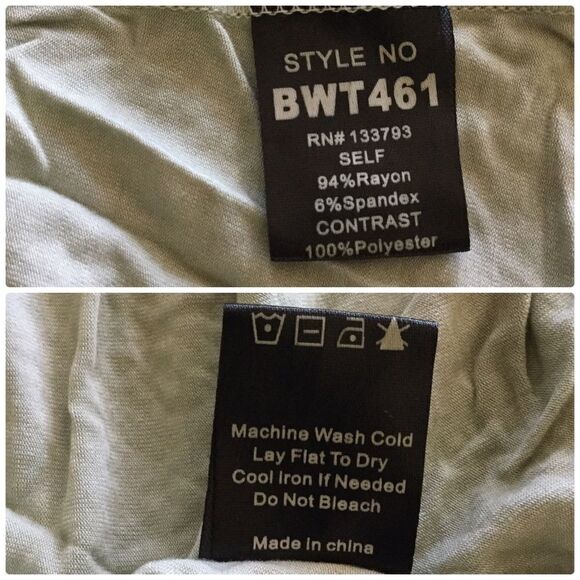 STYLE NO
BWT461
RN# 133793
SELF
94%Rayon
6%Spandex
CONTRAST
100%Polyester
Machine Wash Cold
Lay Flat To Dry
Cool Iron If Needed
Do Not Bleach
Made in china